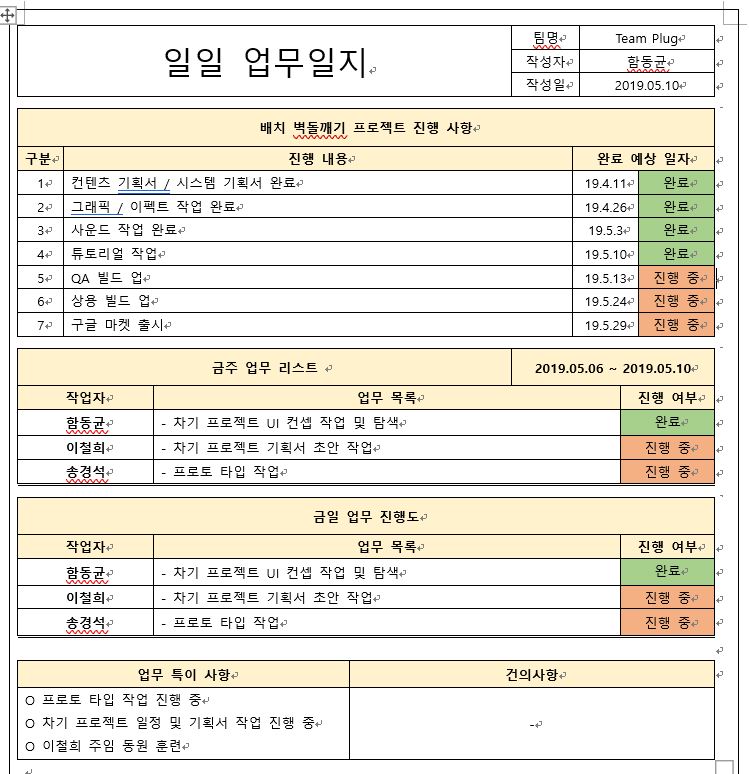 일일 업무일지
팀명 Team Plug
작성자 함동균
작성일 2019.05.10
배치 벽돌깨기 프로젝트 진행 사항
구분 진행 내용 완료 예상 일자
1 컨텐츠 기획서 / 시스템 기획서 완료 19.4.11 완료
2 그래픽 / 이펙트 작업 완료 19.4.26 완료
3 사운드 작업 완료 19.5.3 완료
4 튜토리얼 작업 19.5.10 완료
5 QA 빌드 업 19.5.13 진행 중
6 상용 빌드 업 19.5.24 진행 중
7 구글 마켓 출시 19.5.29 진행 중
금주 업무 리스트 2019.05.06 ~ 2019.05.10
작업자 업무 목록 진행 여부
함동균 - 차기 프로젝트 UI 컨셉 작업 및 탐색 완료
이철희 - 차기 프로젝트 기획서 초안 작업 진행 중
송경석 - 프로토 타입 작업 진행 중
금일 업무 진행도
작업자 업무 목록 진행 여부
함동균 - 차기 프로젝트 UI 컨셉 작업 및 탐색 완료
이철희 - 차기 프로젝트 기획서 초안 작업 진행 중
송경석 - 프로토 타입 작업 진행 중
업무 특이 사항 건의사항
O 프로토 타입 작업 진행 중
O 차기 프로젝트 일정 및 기획서 작업 진행 중 -
O 이철희 주임 동원 훈련